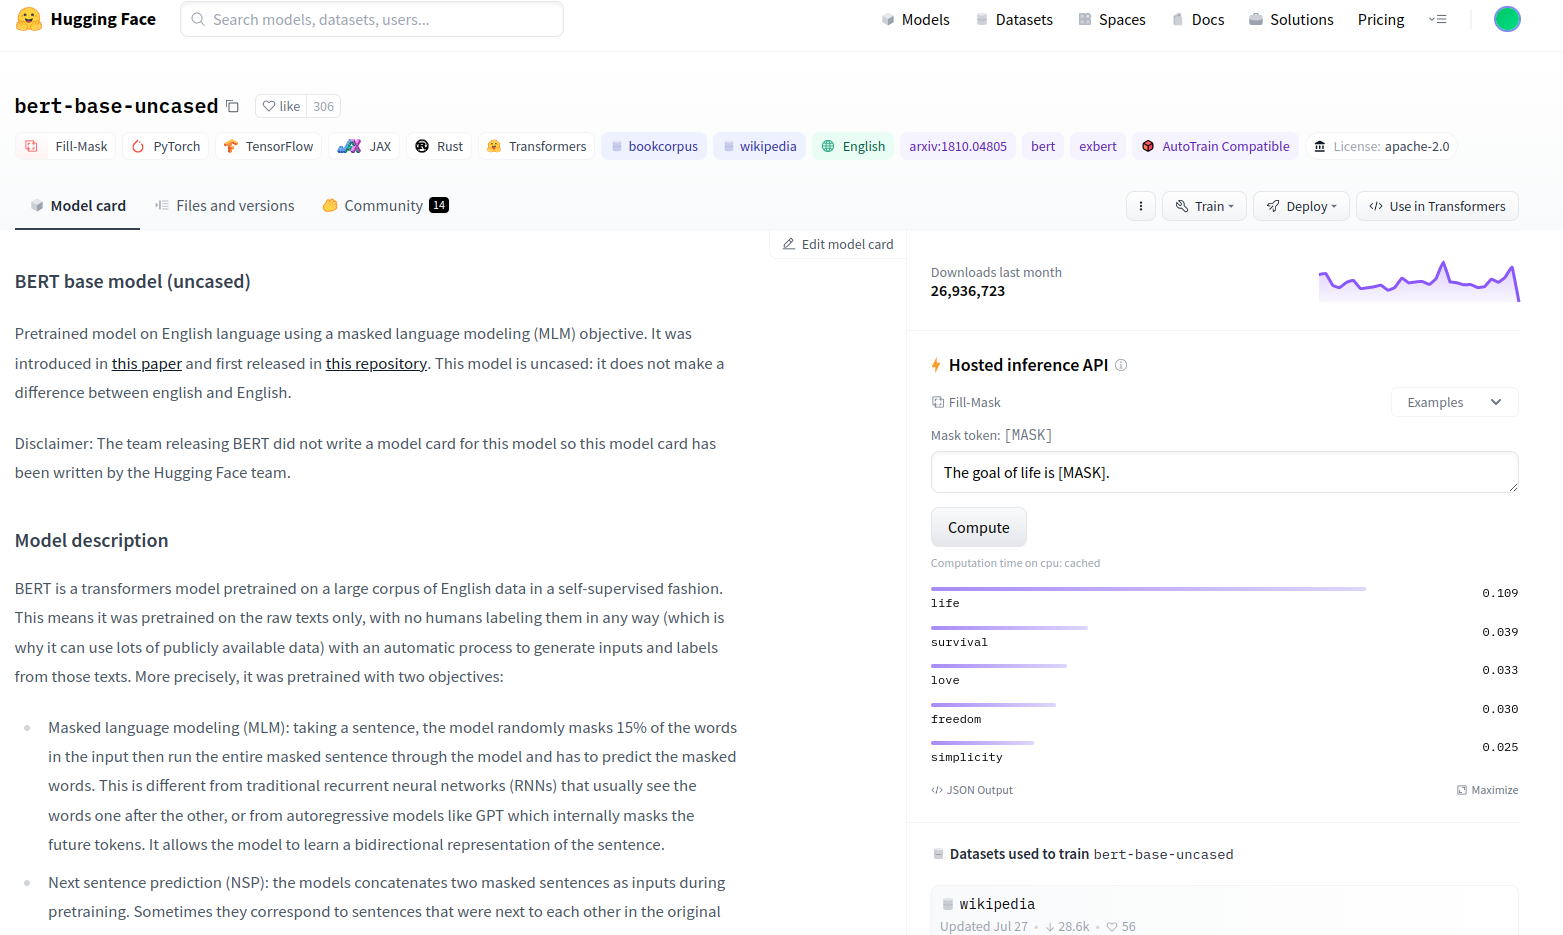 Hugging Face
Search models, datasets, users...
Models
Datasets
Spaces
Docs
Solutions
Pricing
bert-base-uncased
like 306
Fill-Mask
PyTorch
TensorFlow
JAX
Rust
Transformers
bookcorpus
wikipedia
English
arxiv:1810.04805
bert
exbert
AutoTrain Compatible
License: apache-2.0
Model card
Files and versions
Community 14
Train
Deploy
Use in Transformers
Edit model card
BERT base model (uncased)
Pretrained model on English language using a masked language modeling (MLM) objective. It was
introduced in this paper and first released in this repository. This model is uncased: it does not make a
difference between english and English.
Disclaimer: The team releasing BERT did not write a model card for this model so this model card has
been written by the Hugging Face team.
Model description
BERT is a transformers model pretrained on a large corpus of English data in a self-supervised fashion.
This means it was pretrained on the raw texts only, with no humans labeling them in any way (which is
why it can use lots of publicly available data) with an automatic process to generate inputs and labels
from those texts. More precisely, it was pretrained with two objectives:
Masked language modeling (MLM): taking a sentence, the model randomly masks 15% of the words
in the input then run the entire masked sentence through the model and has to predict the masked
words. This is different from traditional recurrent neural networks (RNNs) that usually see the
words one after the other, or from autoregressive models like GPT which internally masks the
future tokens. It allows the model to learn a bidirectional representation of the sentence.
Next sentence prediction (NSP): the models concatenates two masked sentences as inputs during
pretraining. Sometimes they correspond to sentences that were next to each other in the original
Downloads last month
26,936,723
Hosted inference API
Fill-Mask
Examples
Mask token: [MASK]
The goal of life is [MASK].
Compute
Computation time on cpu: cached
life 0.109
survival 0.039
love 0.033
freedom 0.030
simplicity 0.025
</> JSON Output
Maximize
Datasets used to train bert-base-uncased
wikipedia
Updated Jul 27 • ↓ 28.6k • ♡ 56